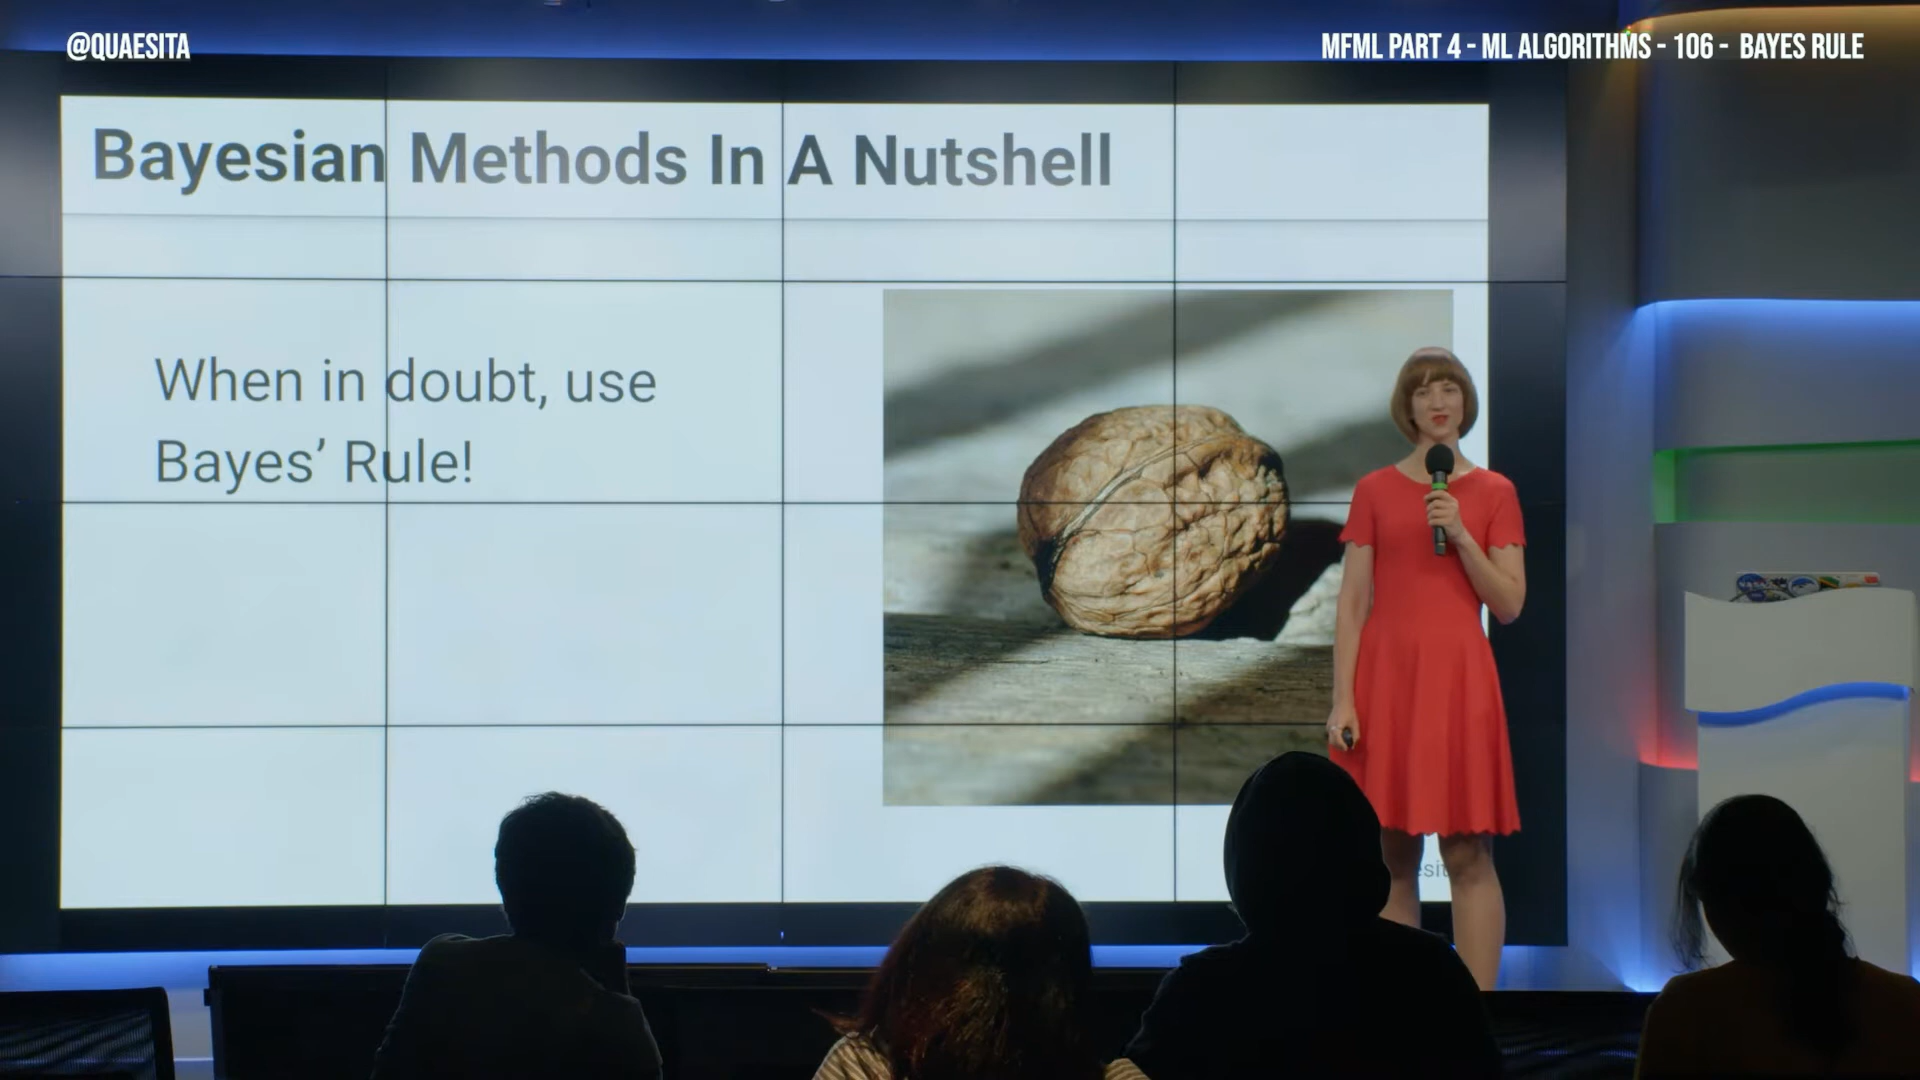 @QUAESITA
MFML PART 4 - ML ALGORITHMS - 106 - BAYES RULE
Bayesian Methods In A Nutshell
When in doubt, use
Bayes’ Rule!